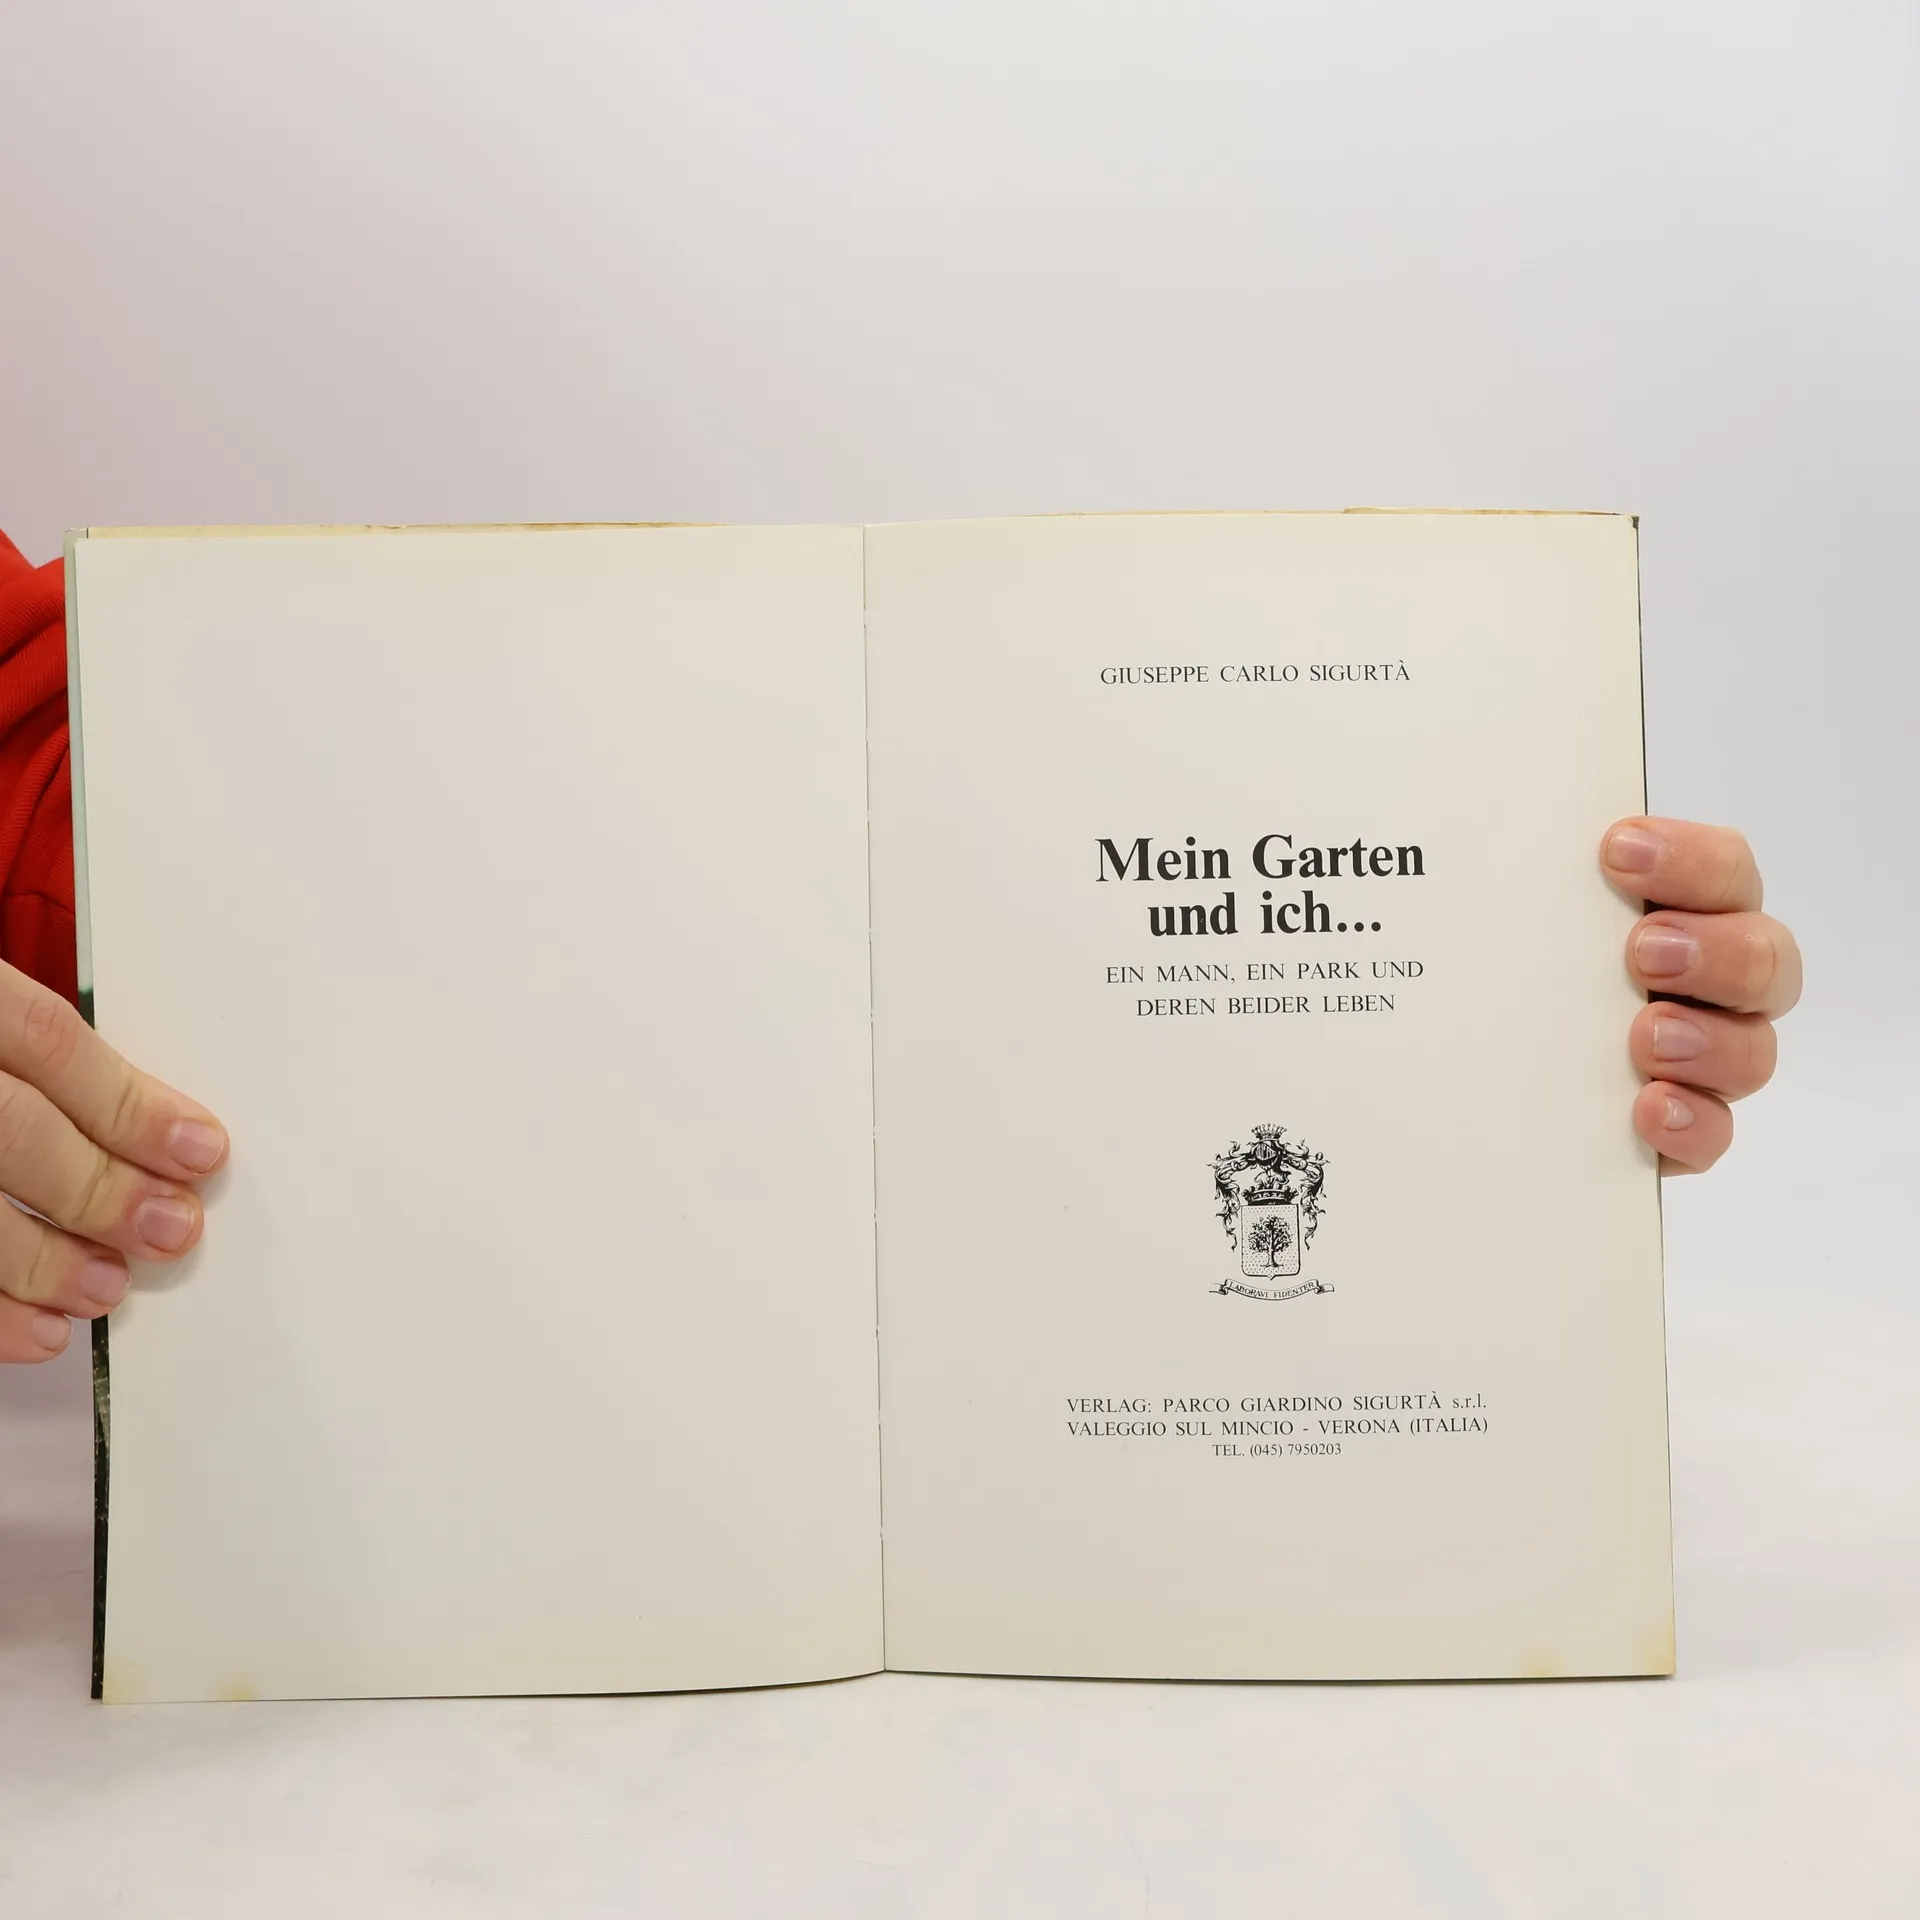 GIUSEPPE CARLO SIGURTÀ
Mein Garten
und ich...
EIN MANN, EIN PARK UND
DEREN BEIDER LEBEN
LABORAVI FIDENTER
VERLAG: PARCO GIARDINO SIGURTÀ s.r.l.
VALEGGIO SUL MINCIO - VERONA (ITALIA)
TEL. (045) 7950203